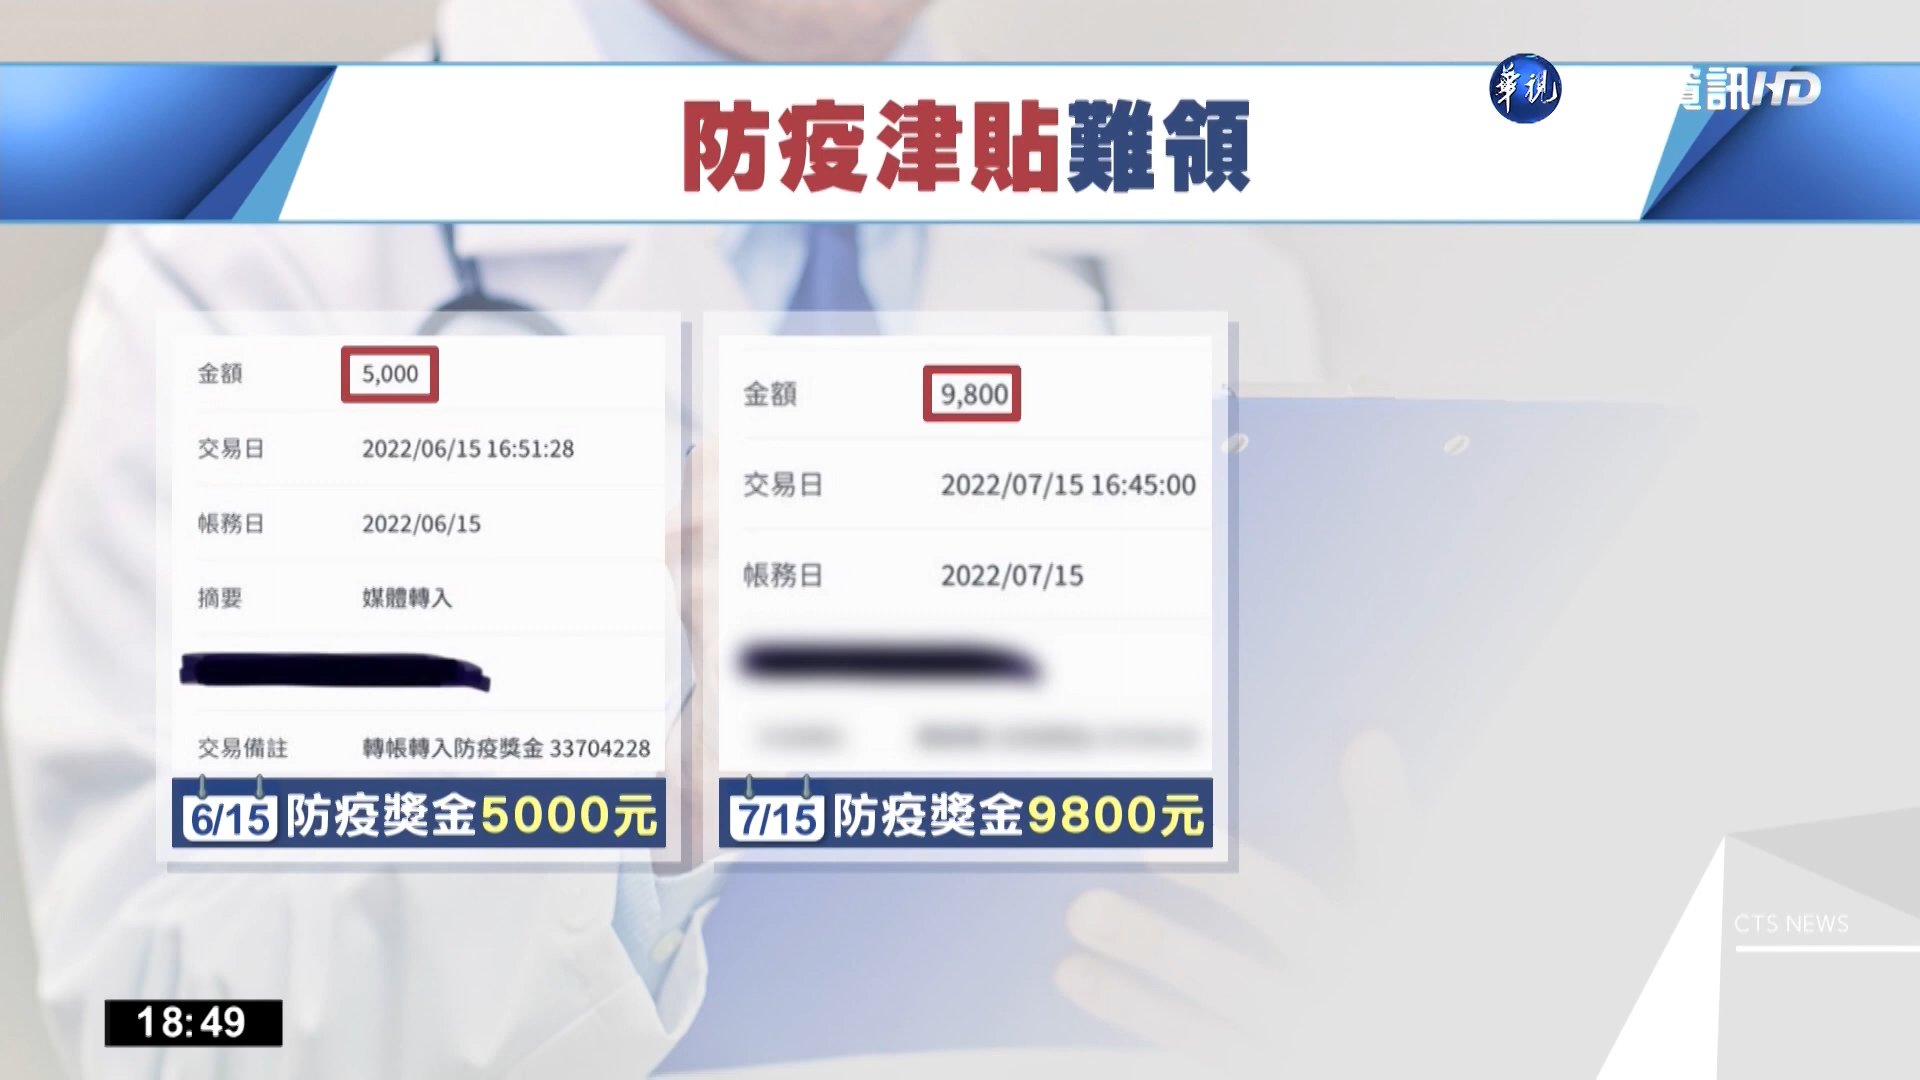 防疫津貼難領
華視
資訊HD
金額 5,000
交易日 2022/06/15 16:51:28
帳務日 2022/06/15
摘要 媒體轉入
交易備註 轉帳轉入防疫獎金 33704228
6/15 防疫獎金5000元
金額 9,800
交易日 2022/07/15 16:45:00
帳務日 2022/07/15
7/15 防疫獎金9800元
CTS NEWS
18:49